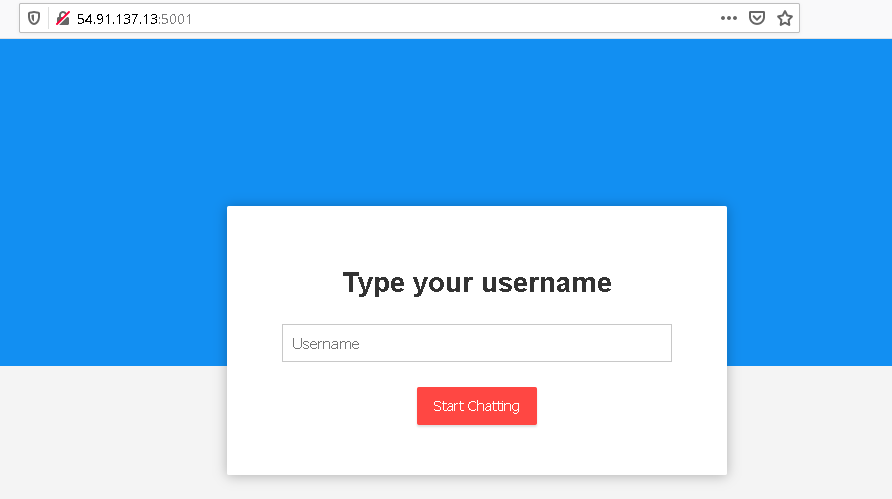 54.91.137.13:5001
Type your username
Username
Start Chatting